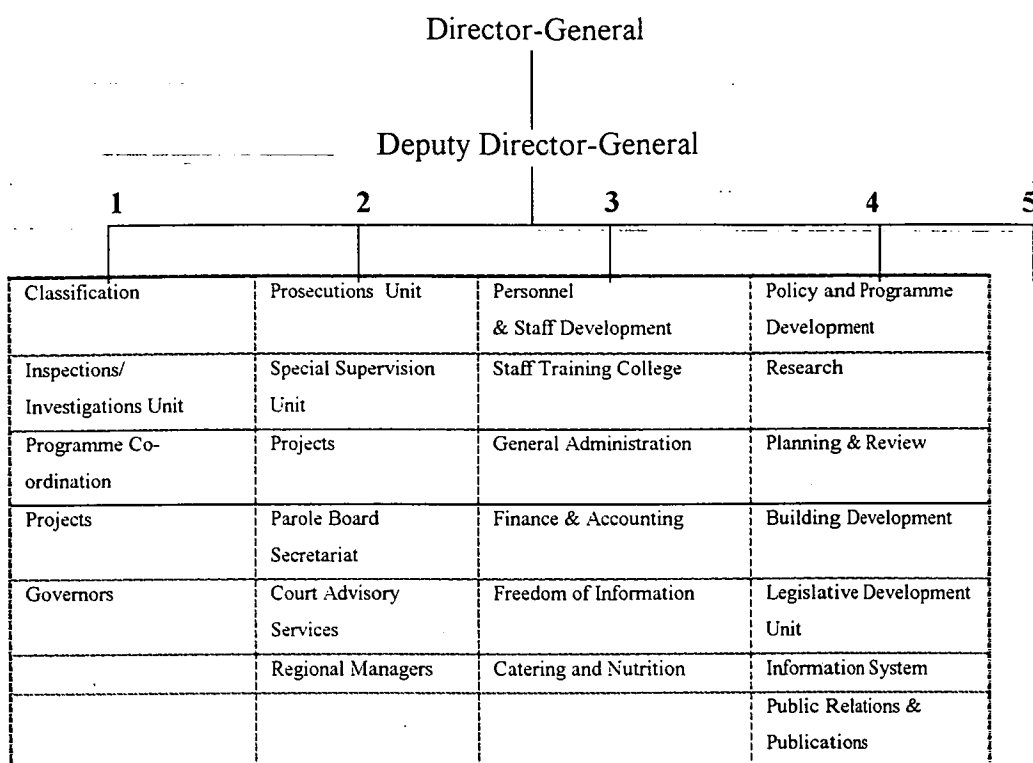 Director-General
Deputy Director-General
1 2 3 4 5
Classification Prosecutions Unit Personnel Policy and Programme
& Staff Development Development
Inspections/ Special Supervision Staff Training College Research
Investigations Unit Unit
Programme Co- Projects General Administration Planning & Review
ordination
Projects Parole Board Finance & Accounting Building Development
Secretariat
Governors Court Advisory Freedom of Information Legislative Development
Services Unit
Regional Managers Catering and Nutrition Information System
Public Relations &
Publications